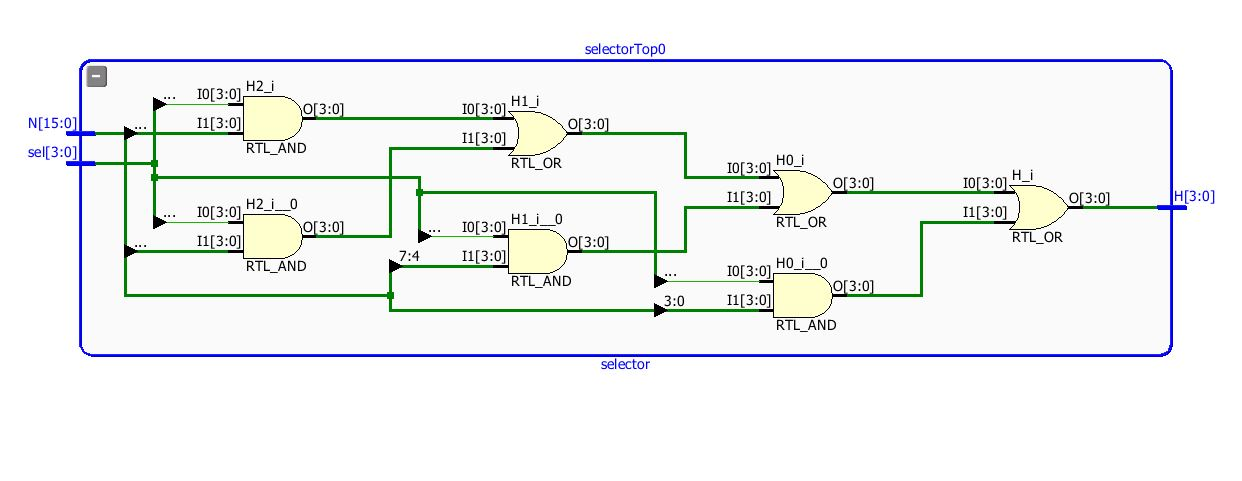 selectorTop0
−
N[15:0]
sel[3:0]
...
I0[3:0]
H2_i
O[3:0]
...
I1[3:0]
RTL_AND
I0[3:0]
H1_i
O[3:0]
I1[3:0]
RTL_OR
I0[3:0]
H0_i
O[3:0]
I1[3:0]
RTL_OR
I0[3:0]
H_i
O[3:0]
I1[3:0]
RTL_OR
H[3:0]
...
I0[3:0]
H2_i__0
O[3:0]
...
I1[3:0]
RTL_AND
...
I0[3:0]
H1_i__0
O[3:0]
7:4
I1[3:0]
RTL_AND
...
I0[3:0]
H0_i__0
O[3:0]
3:0
I1[3:0]
RTL_AND
selector